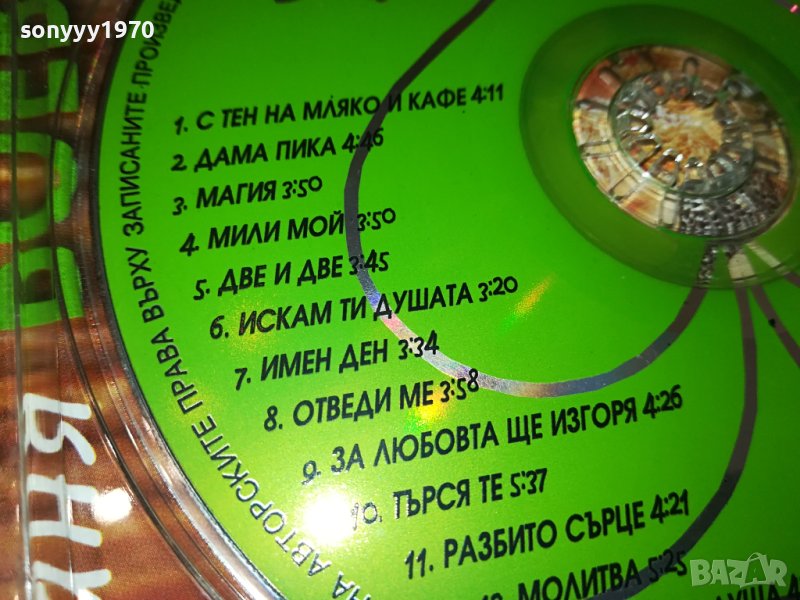 sonyyy1970
1. С ТЕН НА МЛЯКО И КАФЕ 4:11
2. ДАМА ПИКА 4:46
3. МАГИЯ 3:50
4. МИЛИ МОЙ 3:50
5. ДВЕ И ДВЕ 3:45
6. ИСКАМ ТИ ДУШАТА 3:20
7. ИМЕН ДЕН 3:34
8. ОТВЕДИ МЕ 3:58
9. ЗА ЛЮБОВТА ЩЕ ИЗГОРЯ 4:26
10. ТЪРСЯ ТЕ 5:37
11. РАЗБИТО СЪРЦЕ 4:21
12. МОЛИТВА 5:25
НА АВТОРСКИТЕ ПРАВА ВЪРХУ ЗАПИСАНИТЕ
BAZAR
bg